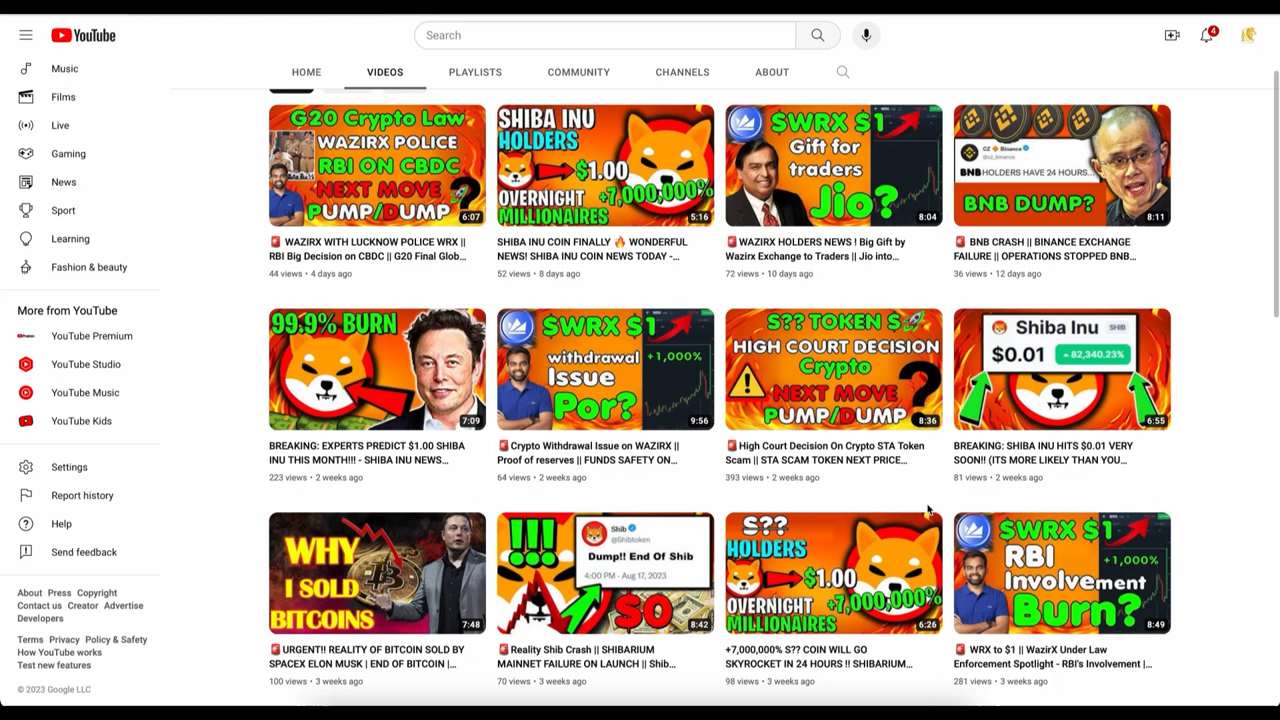 YouTube
Search
4
Music
Films
Live
Gaming
News
Sport
Learning
Fashion & beauty
More from YouTube
YouTube Premium
YouTube Studio
YouTube Music
YouTube Kids
Settings
Report history
Help
Send feedback
About Press Copyright
Contact us Creator Advertise
Developers
Terms Privacy Policy & Safety
How YouTube works
Test new features
© 2023 Google LLC
HOME VIDEOS PLAYLISTS COMMUNITY CHANNELS ABOUT
G20 Crypto Law
WAZIRX POLICE
RBI ON CBDC
NEXT MOVE
PUMP/DUMP ?
6:07
🚨 WAZIRX WITH LUCKNOW POLICE WRX ||
RBI Big Decision on CBDC || G20 Final Glob...
44 views • 4 days ago
SHIBA INU
HOLDERS
$1.00
OVERNIGHT +7,000,000%
MILLIONAIRES
5:16
SHIBA INU COIN FINALLY 🔥 WONDERFUL
NEWS! SHIBA INU COIN NEWS TODAY -...
52 views • 8 days ago
$WRX $1
Gift for
traders
Jio?
8:04
🚨WAZIRX HOLDERS NEWS ! Big Gift by
Wazirx Exchange to Traders || Jio into...
72 views • 10 days ago
CZ Binance
@cz_binance
BNB HOLDERS HAVE 24 HOURS...
BNB DUMP?
8:11
🚨 BNB CRASH || BINANCE EXCHANGE
FAILURE || OPERATIONS STOPPED BNB...
36 views • 12 days ago
99.9% BURN
7:09
BREAKING: EXPERTS PREDICT $1.00 SHIBA
INU THIS MONTH!!! - SHIBA INU NEWS...
223 views • 2 weeks ago
$WRX $1
withdrawal +1,000%
Issue
Por?
9:56
🚨Crypto Withdrawal Issue on WAZIRX ||
Proof of reserves || FUNDS SAFETY ON...
64 views • 2 weeks ago
S?? TOKEN $🚀
HIGH COURT DECISION
Crypto
NEXT MOVE
PUMP/DUMP ?
8:36
🚨High Court Decision On Crypto STA Token
Scam || STA SCAM TOKEN NEXT PRICE...
393 views • 2 weeks ago
Shiba Inu SHIB
$0.01 82,340.23%
6:55
BREAKING: SHIBA INU HITS $0.01 VERY
SOON!! (ITS MORE LIKELY THAN YOU...
81 views • 2 weeks ago
WHY
I SOLD
BITCOINS
7:48
🚨URGENT!! REALITY OF BITCOIN SOLD BY
SPACEX ELON MUSK | END OF BITCOIN |...
100 views • 3 weeks ago
!!!
Shib
@Shibtoken
Dump!! End Of Shib
4:00 PM - Aug 17, 2023
$0
8:42
🚨Reality Shib Crash || SHIBARIUM
MAINNET FAILURE ON LAUNCH || Shib...
70 views • 3 weeks ago
S??
HOLDERS
$1.00
OVERNIGHT +7,000,000%
MILLIONAIRES
6:26
+7,000,000% S?? COIN WILL GO
SKYROCKET IN 24 HOURS !! SHIBARIUM...
98 views • 3 weeks ago
$WRX $1
RBI +1,000%
Involvement
Burn?
8:49
🚨 WRX to $1 || WazirX Under Law
Enforcement Spotlight - RBI's Involvement |...
281 views • 3 weeks ago